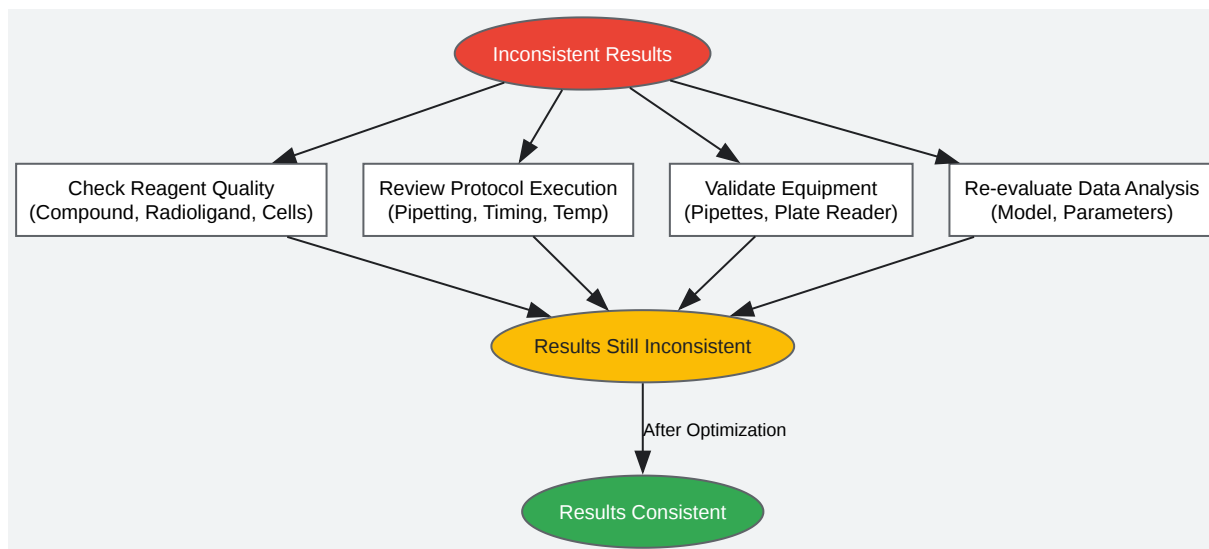 Inconsistent Results
Check Reagent Quality
(Compound, Radioligand, Cells)
Review Protocol Execution
(Pipetting, Timing, Temp)
Validate Equipment
(Pipettes, Plate Reader)
Re-evaluate Data Analysis
(Model, Parameters)
Results Still Inconsistent
After Optimization
Results Consistent